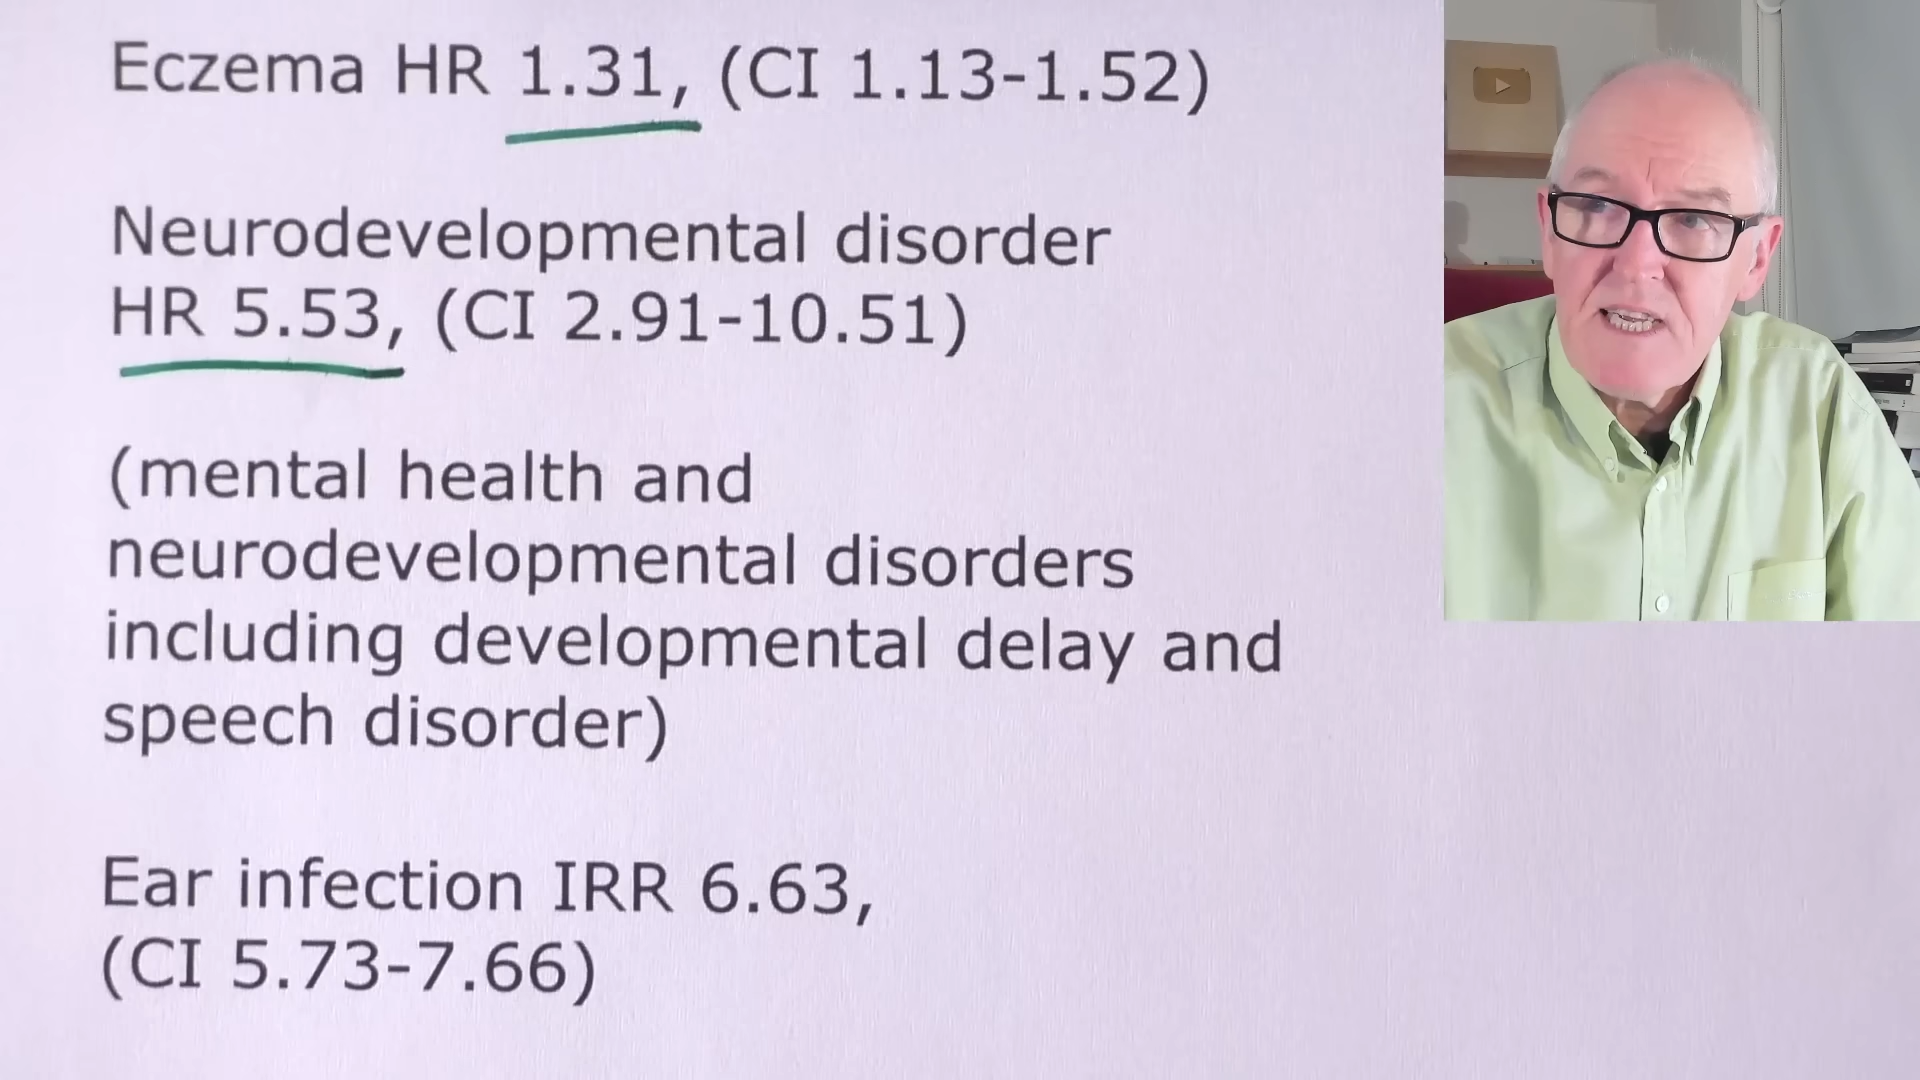 Eczema HR 1.31, (CI 1.13-1.52)
Neurodevelopmental disorder
HR 5.53, (CI 2.91-10.51)
(mental health and
neurodevelopmental disorders
including developmental delay and
speech disorder)
Ear infection IRR 6.63,
(CI 5.73-7.66)